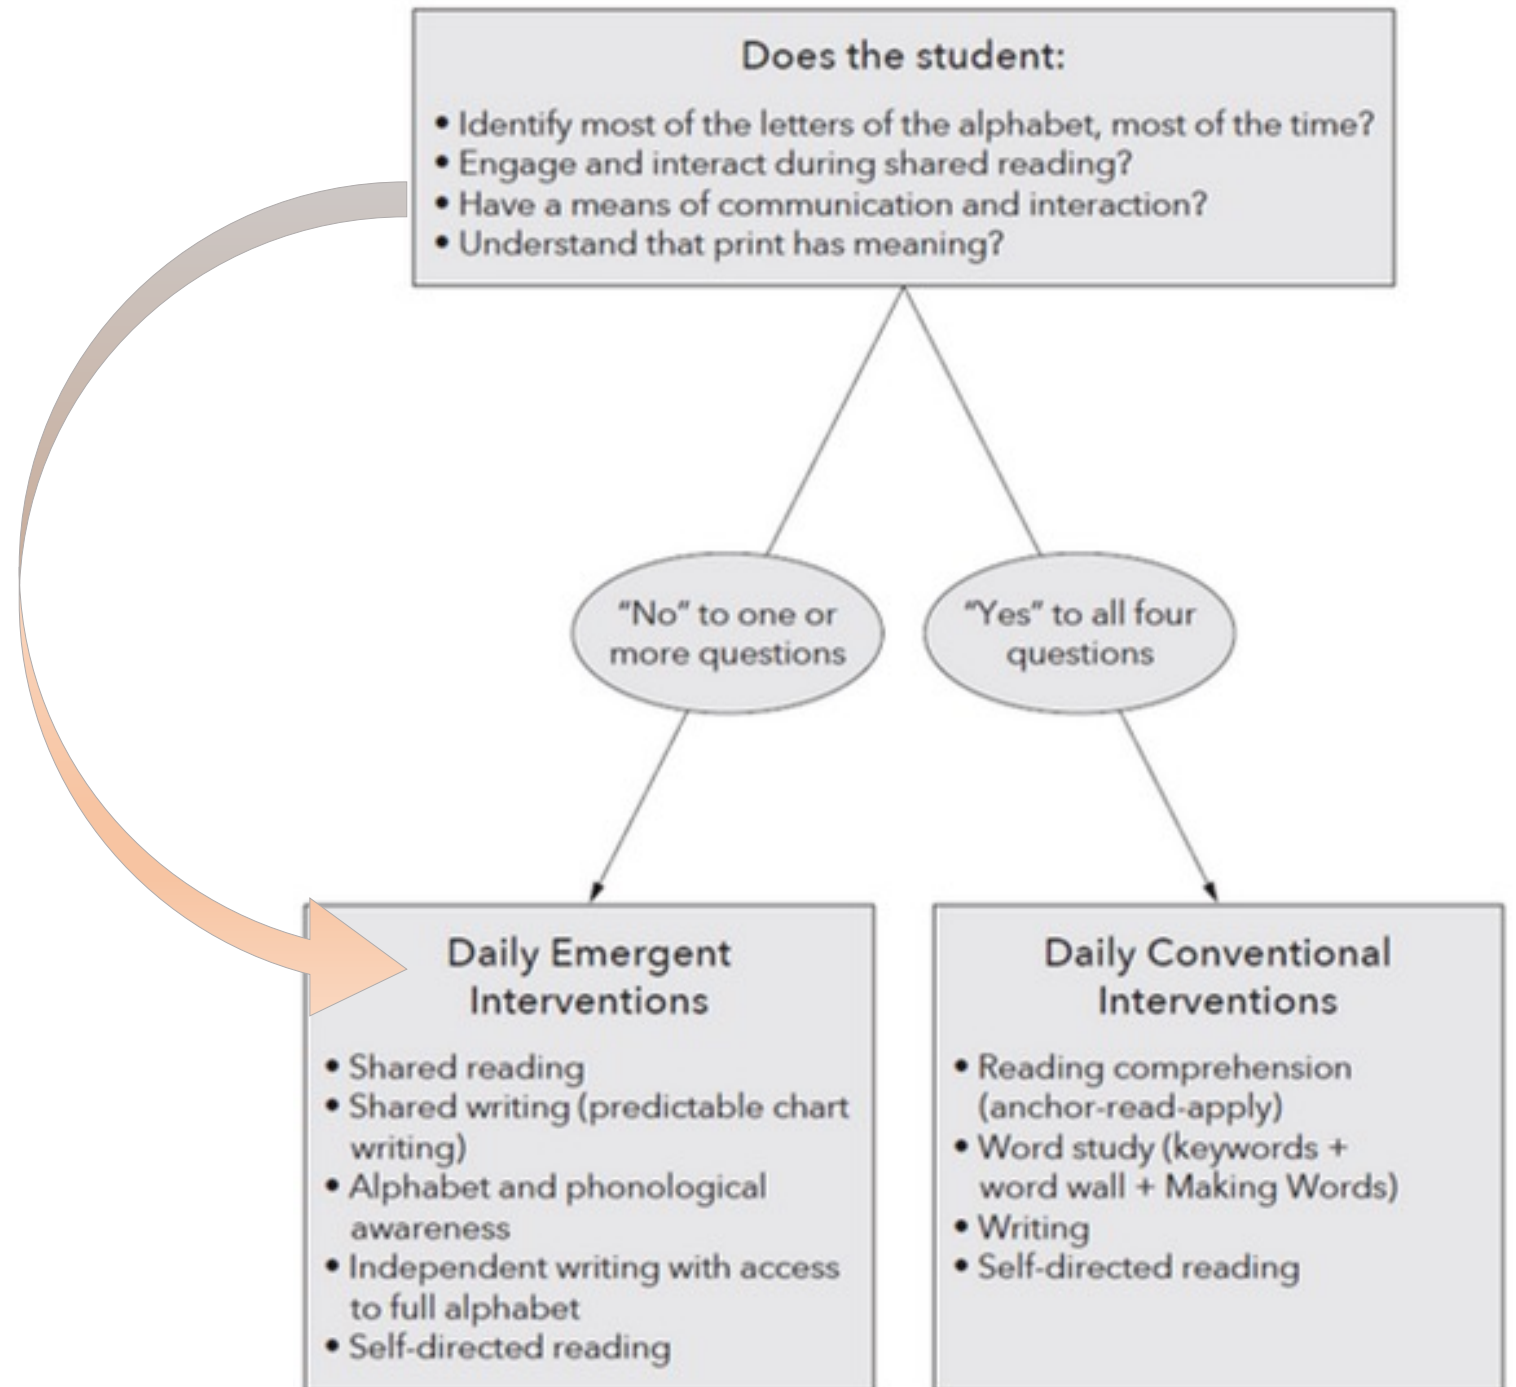 Does the student:
• Identify most of the letters of the alphabet, most of the time?
• Engage and interact during shared reading?
• Have a means of communication and interaction?
• Understand that print has meaning?
“No” to one or
more questions
“Yes” to all four
questions
Daily Emergent
Interventions
• Shared reading
• Shared writing (predictable chart
writing)
• Alphabet and phonological
awareness
• Independent writing with access
to full alphabet
• Self-directed reading
Daily Conventional
Interventions
• Reading comprehension
(anchor-read-apply)
• Word study (keywords +
word wall + Making Words)
• Writing
• Self-directed reading